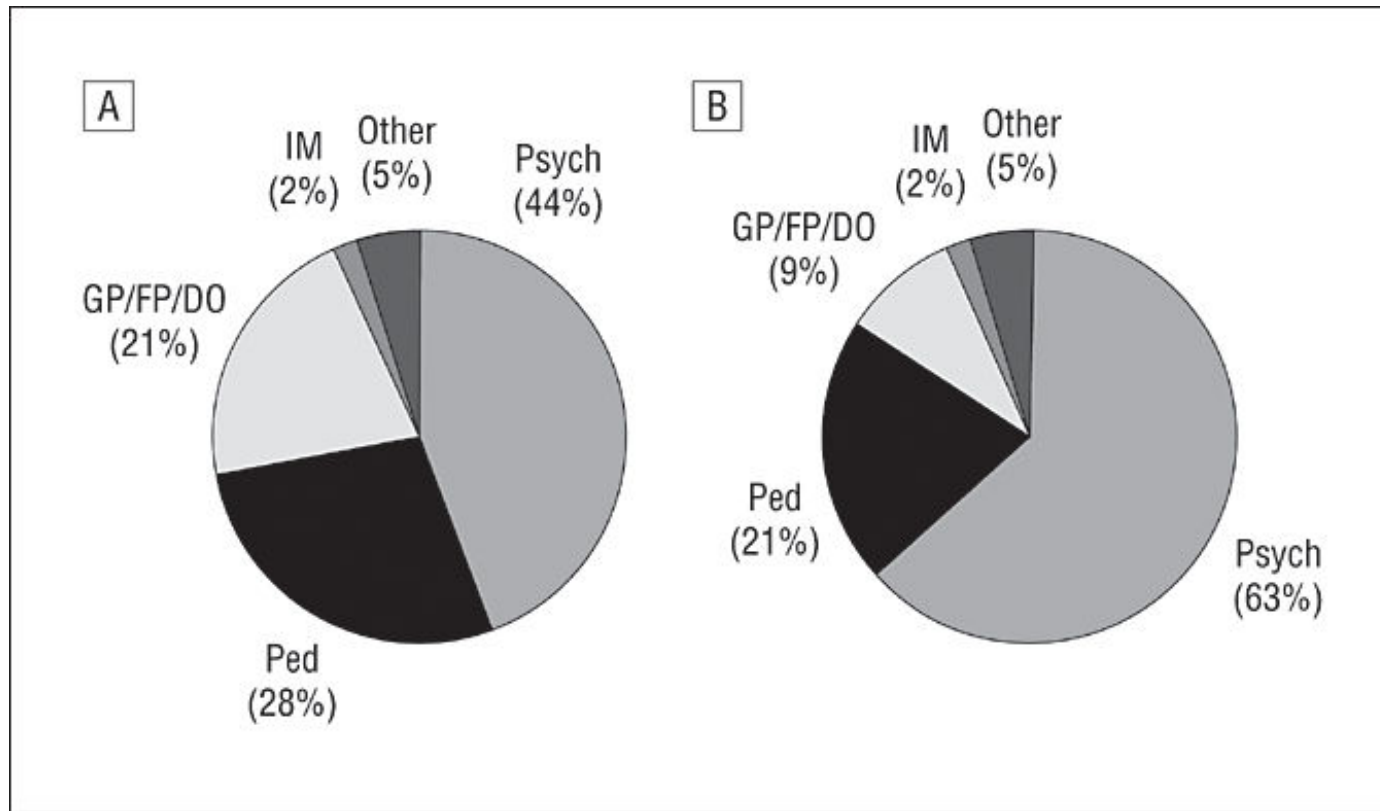 A
IM
(2%)
Other
(5%)
Psych
(44%)
GP/FP/DO
(21%)
Ped
(28%)
B
IM
(2%)
Other
(5%)
GP/FP/DO
(9%)
Ped
(21%)
Psych
(63%)